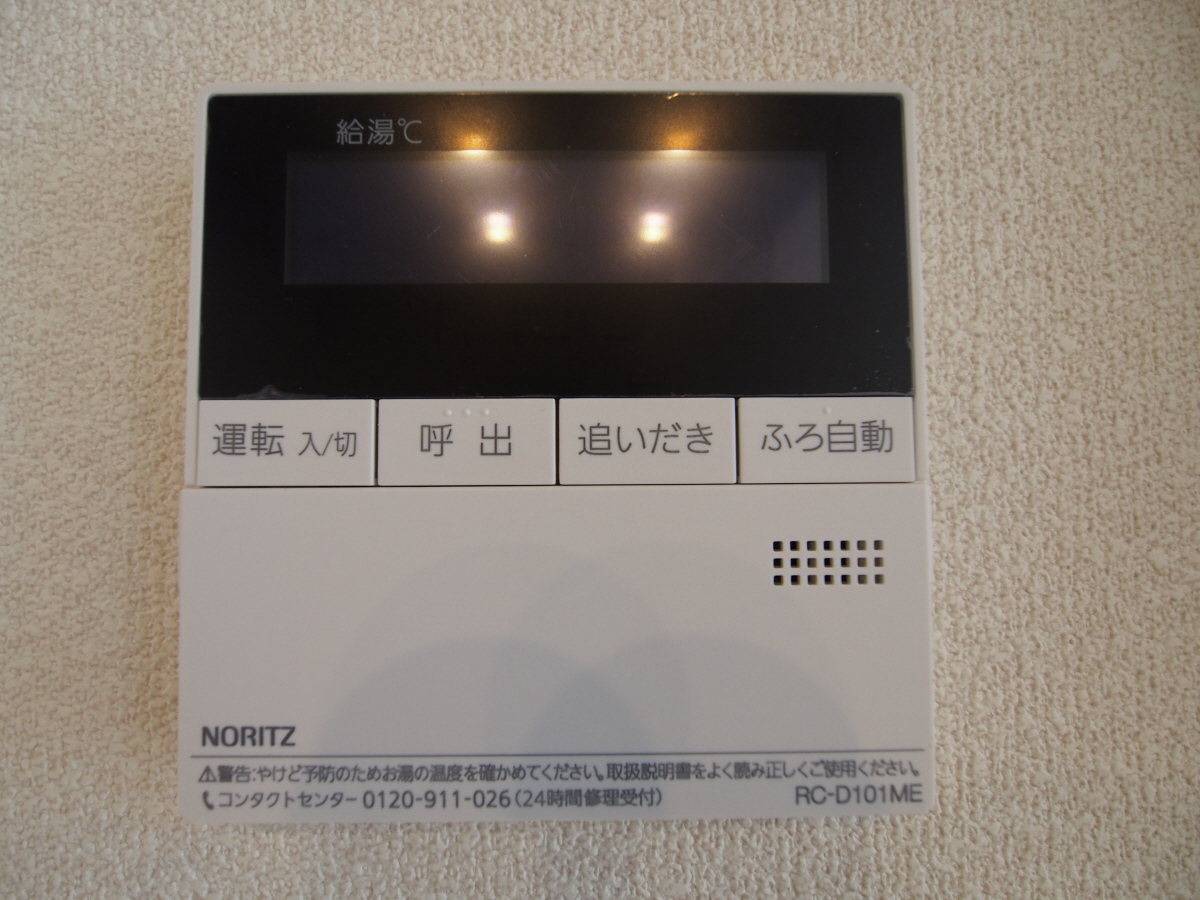 給湯℃
運転 入/切 呼出 追いだき ふろ自動
NORITZ
⚠警告:やけど予防のためお湯の温度を確かめてください。取扱説明書をよく読み正しくご使用ください。
コンタクトセンター 0120-911-026(24時間修理受付) RC-D101ME